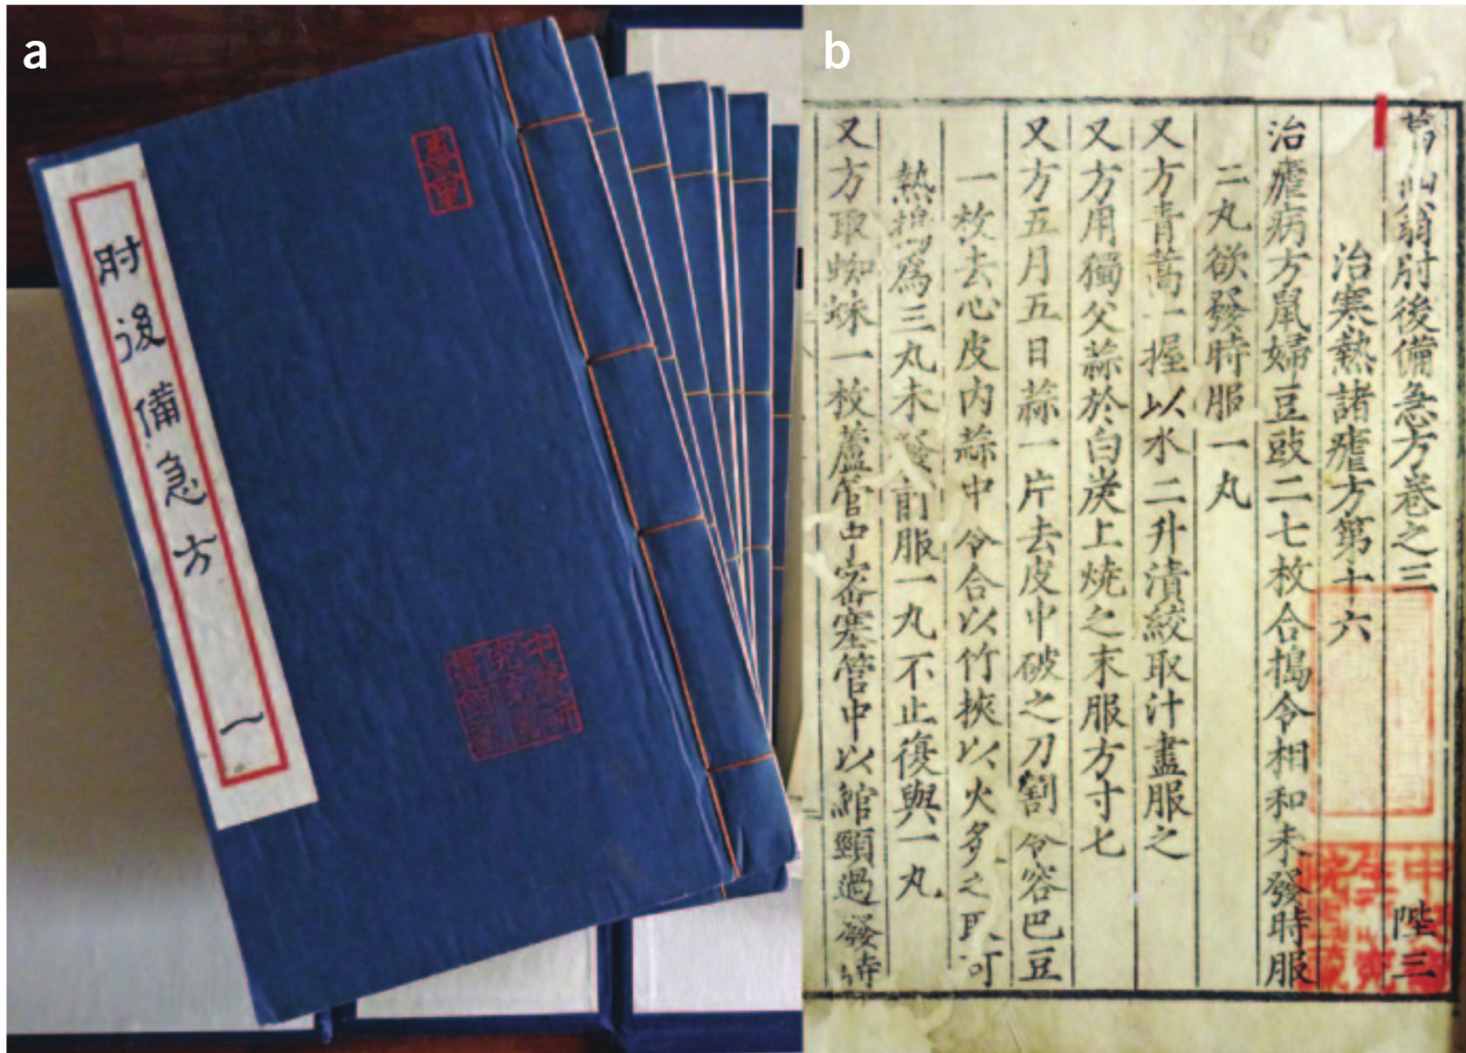 a
肘後備急方
一
b
葛仙翁肘後備急方卷之三
陛三
治寒熱諸瘧方第十六
治瘧病方鼠婦豆豉二七枚合搗令相和未發時服
二丸欲發時服一丸
又方青蒿一握以水二升漬絞取汁盡服之
又方用獨父蒜於白炭上燒之末服方寸匕
又方五月五日蒜一片去皮中破之刀割令容巴豆
一枚去心皮內蒜中令合以竹挾以火炙之取可
熱搗為三丸未發前服一丸不止復與一丸
又方取蜘蛛一枚蘆管中密塞管中以綰頸過發時